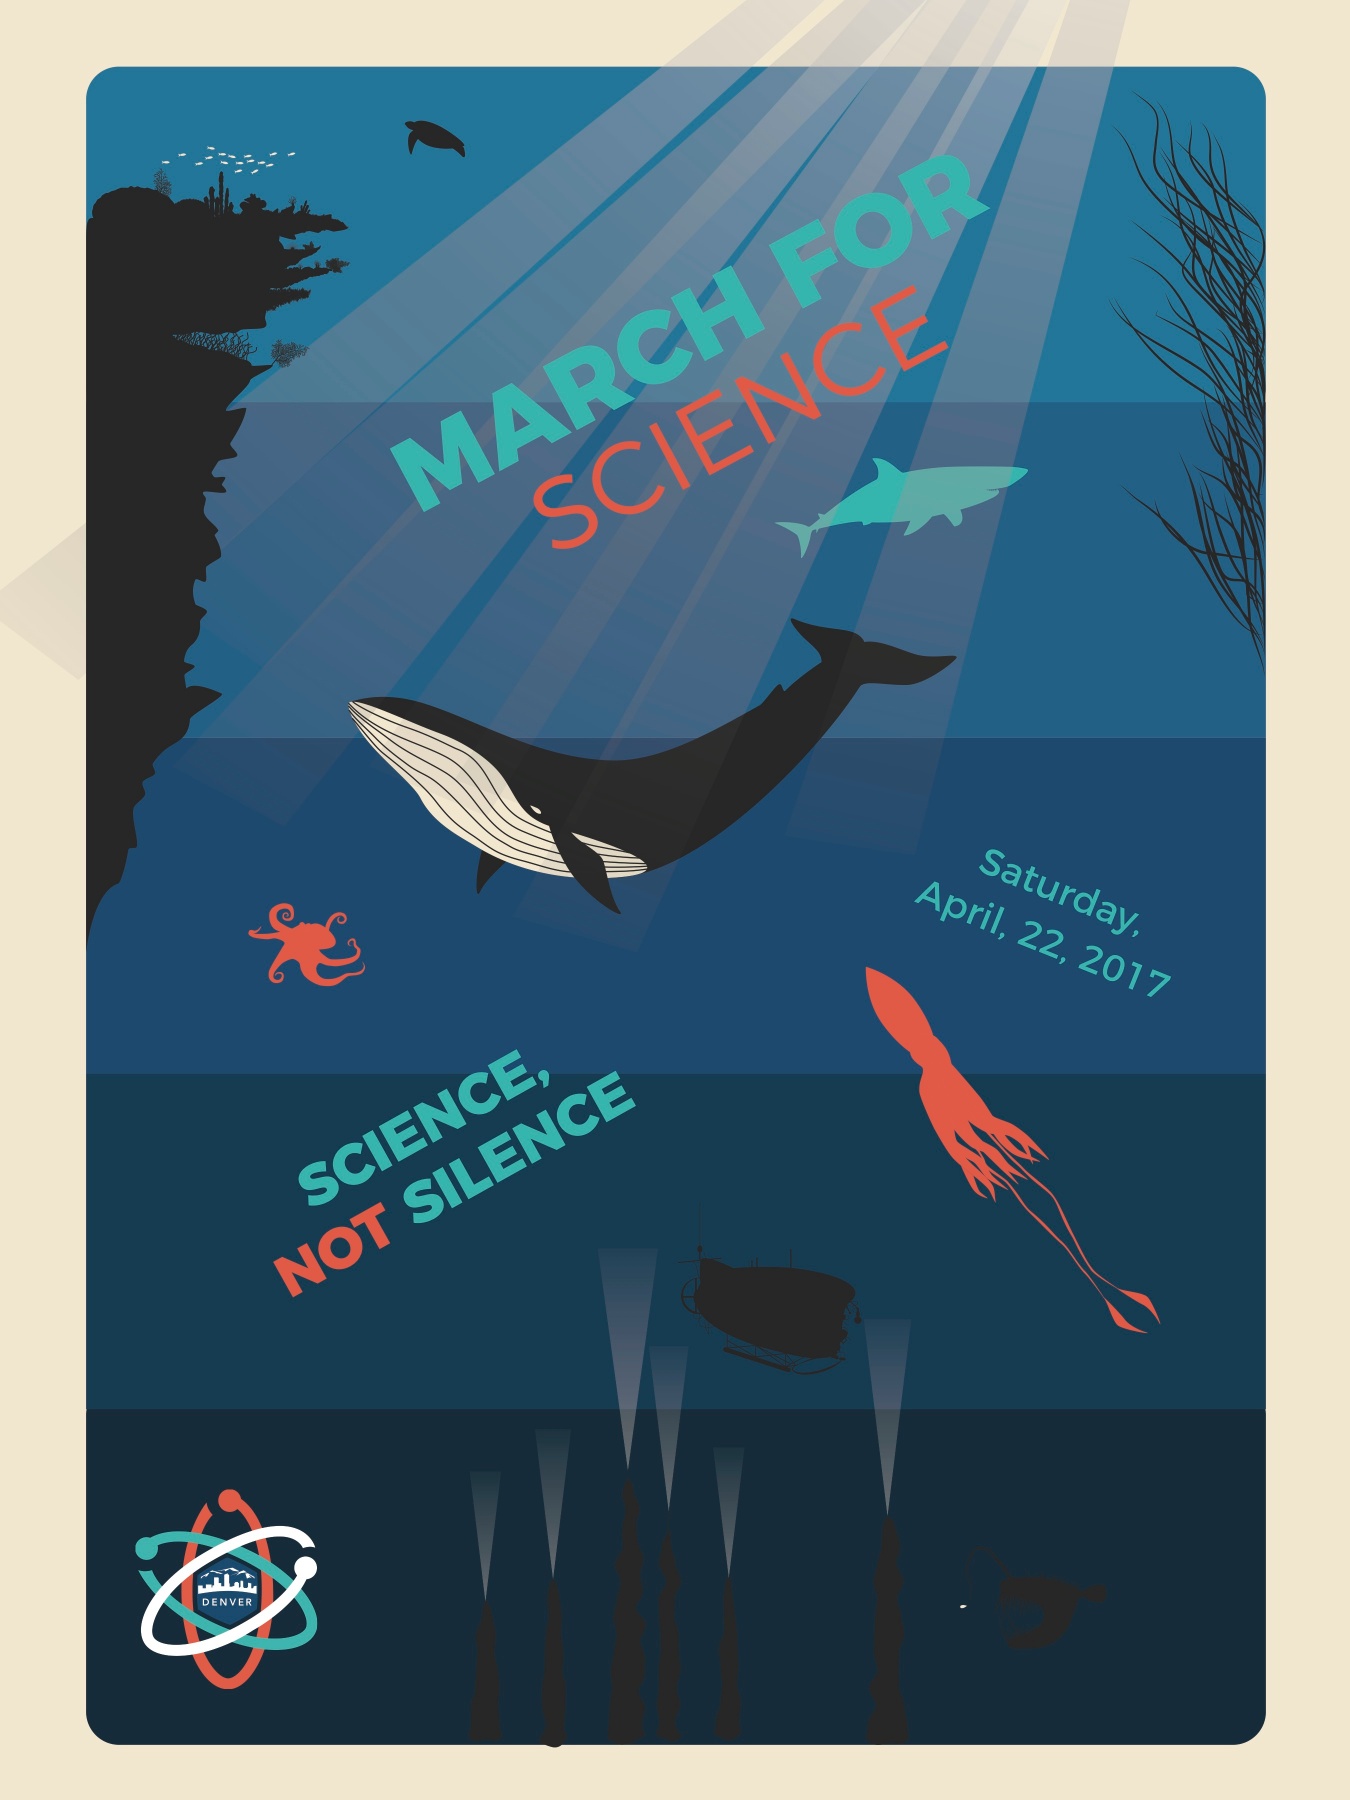 MARCH FOR
SCIENCE
Saturday,
April, 22, 2017
SCIENCE,
NOT SILENCE
DENVER